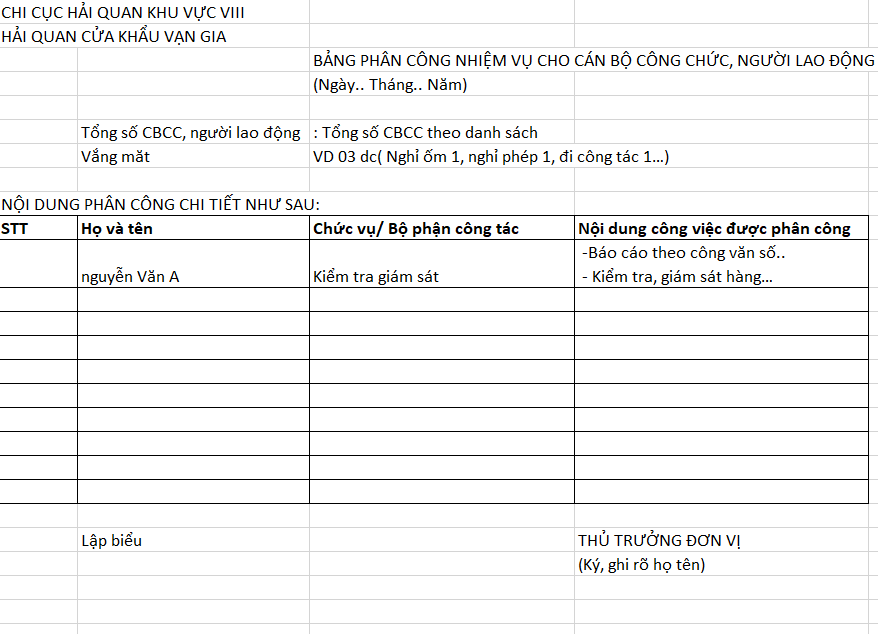 CHI CỤC HẢI QUAN KHU VỰC VIII
HẢI QUAN CỬA KHẨU VẠN GIA
BẢNG PHÂN CÔNG NHIỆM VỤ CHO CÁN BỘ CÔNG CHỨC, NGƯỜI LAO ĐỘNG
(Ngày.. Tháng.. Năm)
Tổng số CBCC, người lao động : Tổng số CBCC theo danh sách
Vắng măt VD 03 dc( Nghỉ ốm 1, nghỉ phép 1, đi công tác 1...)
NỘI DUNG PHÂN CÔNG CHI TIẾT NHƯ SAU:
STT Họ và tên Chức vụ/ Bộ phận công tác Nội dung công việc được phân công
-Báo cáo theo công văn số..
nguyễn Văn A Kiểm tra giám sát - Kiểm tra, giám sát hàng...
Lập biểu THỦ TRƯỞNG ĐƠN VỊ
(Ký, ghi rõ họ tên)